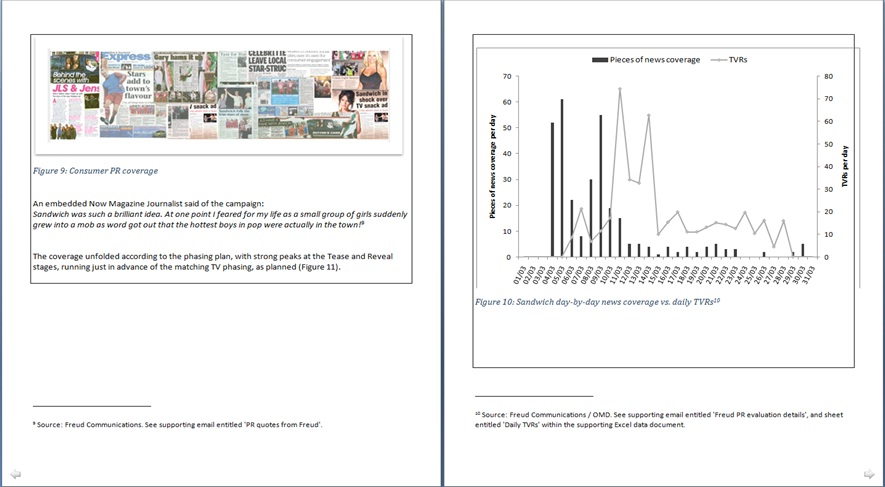 Behind the
scenes with
JLS & Jens
Express
Stars
add to
town's
flavour
Gary hams it up
snack ad
CELEBRITIE
LEAVE LOCAL
STAR-STRUC
Sandwich in
shock over
TV snack ad
Figure 9: Consumer PR coverage
An embedded Now Magazine Journalist said of the campaign:
Sandwich was such a brilliant idea. At one point I feared for my life as a small group of girls suddenly
grew into a mob as word got out that the hottest boys in pop were actually in the town!⁹
The coverage unfolded according to the phasing plan, with strong peaks at the Tease and Reveal
stages, running just in advance of the matching TV phasing, as planned (Figure 11).
⁹ Source: Freud Communications. See supporting email entitled 'PR quotes from Freud'.
Pieces of news coverage TVRs
Pieces of news coverage per day
70
60
50
40
30
20
10
0
80
70
60
50
40
30
20
10
0
TVRs per day
01/03 02/03 03/03 04/03 05/03 06/03 07/03 08/03 09/03 10/03 11/03 12/03 13/03 14/03 15/03 16/03 17/03 18/03 19/03 20/03 21/03 22/03 23/03 24/03 25/03 26/03 27/03 28/03 29/03 30/03 31/03
Figure 10: Sandwich day-by-day news coverage vs. daily TVRs¹⁰
¹⁰ Source: Freud Communications / OMD. See supporting email entitled 'Freud PR evaluation details', and sheet
entitled 'Daily TVRs' within the supporting Excel data document.